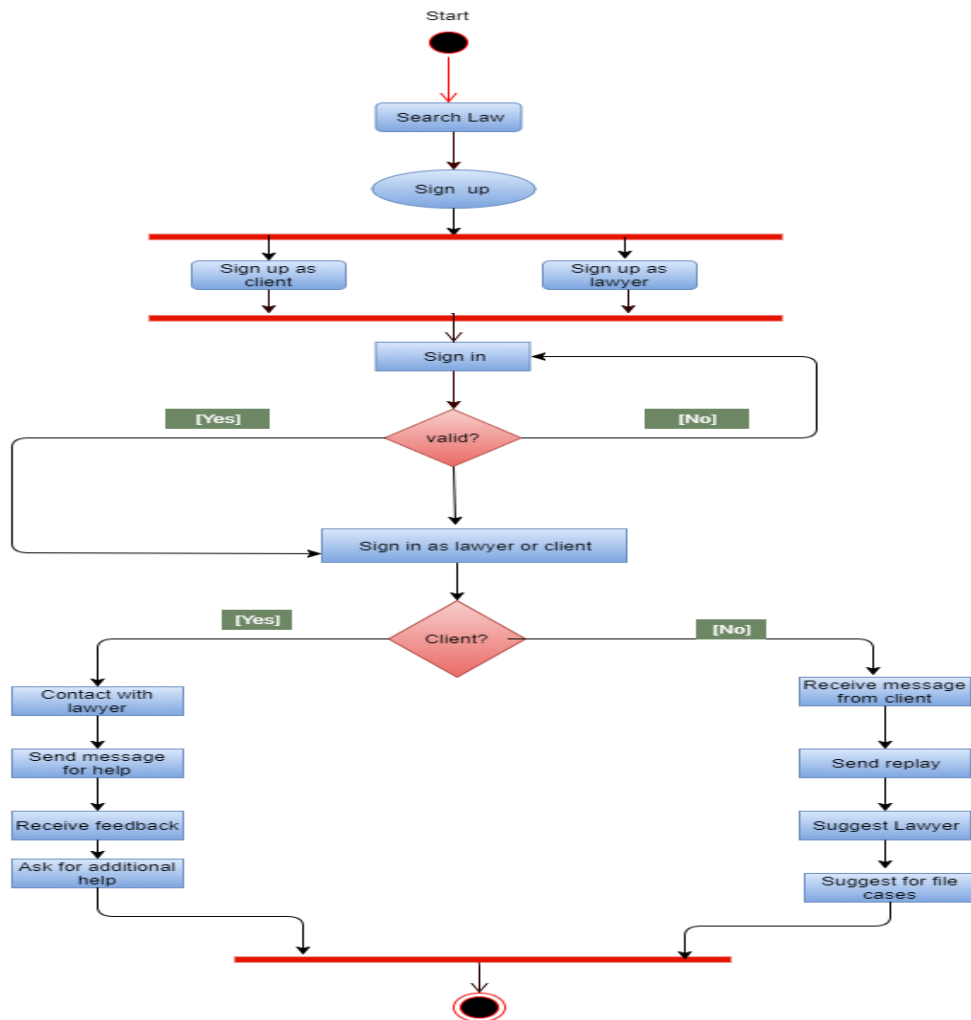 Start
Search Law
Sign up
Sign up as
client
Sign up as
lawyer
Sign in
[Yes]
[No]
valid?
Sign in as lawyer or client
[Yes]
[No]
Client?
Contact with
lawyer
Receive message
from client
Send message
for help
Send replay
Receive feedback
Suggest Lawyer
Ask for additional
help
Suggest for file
cases